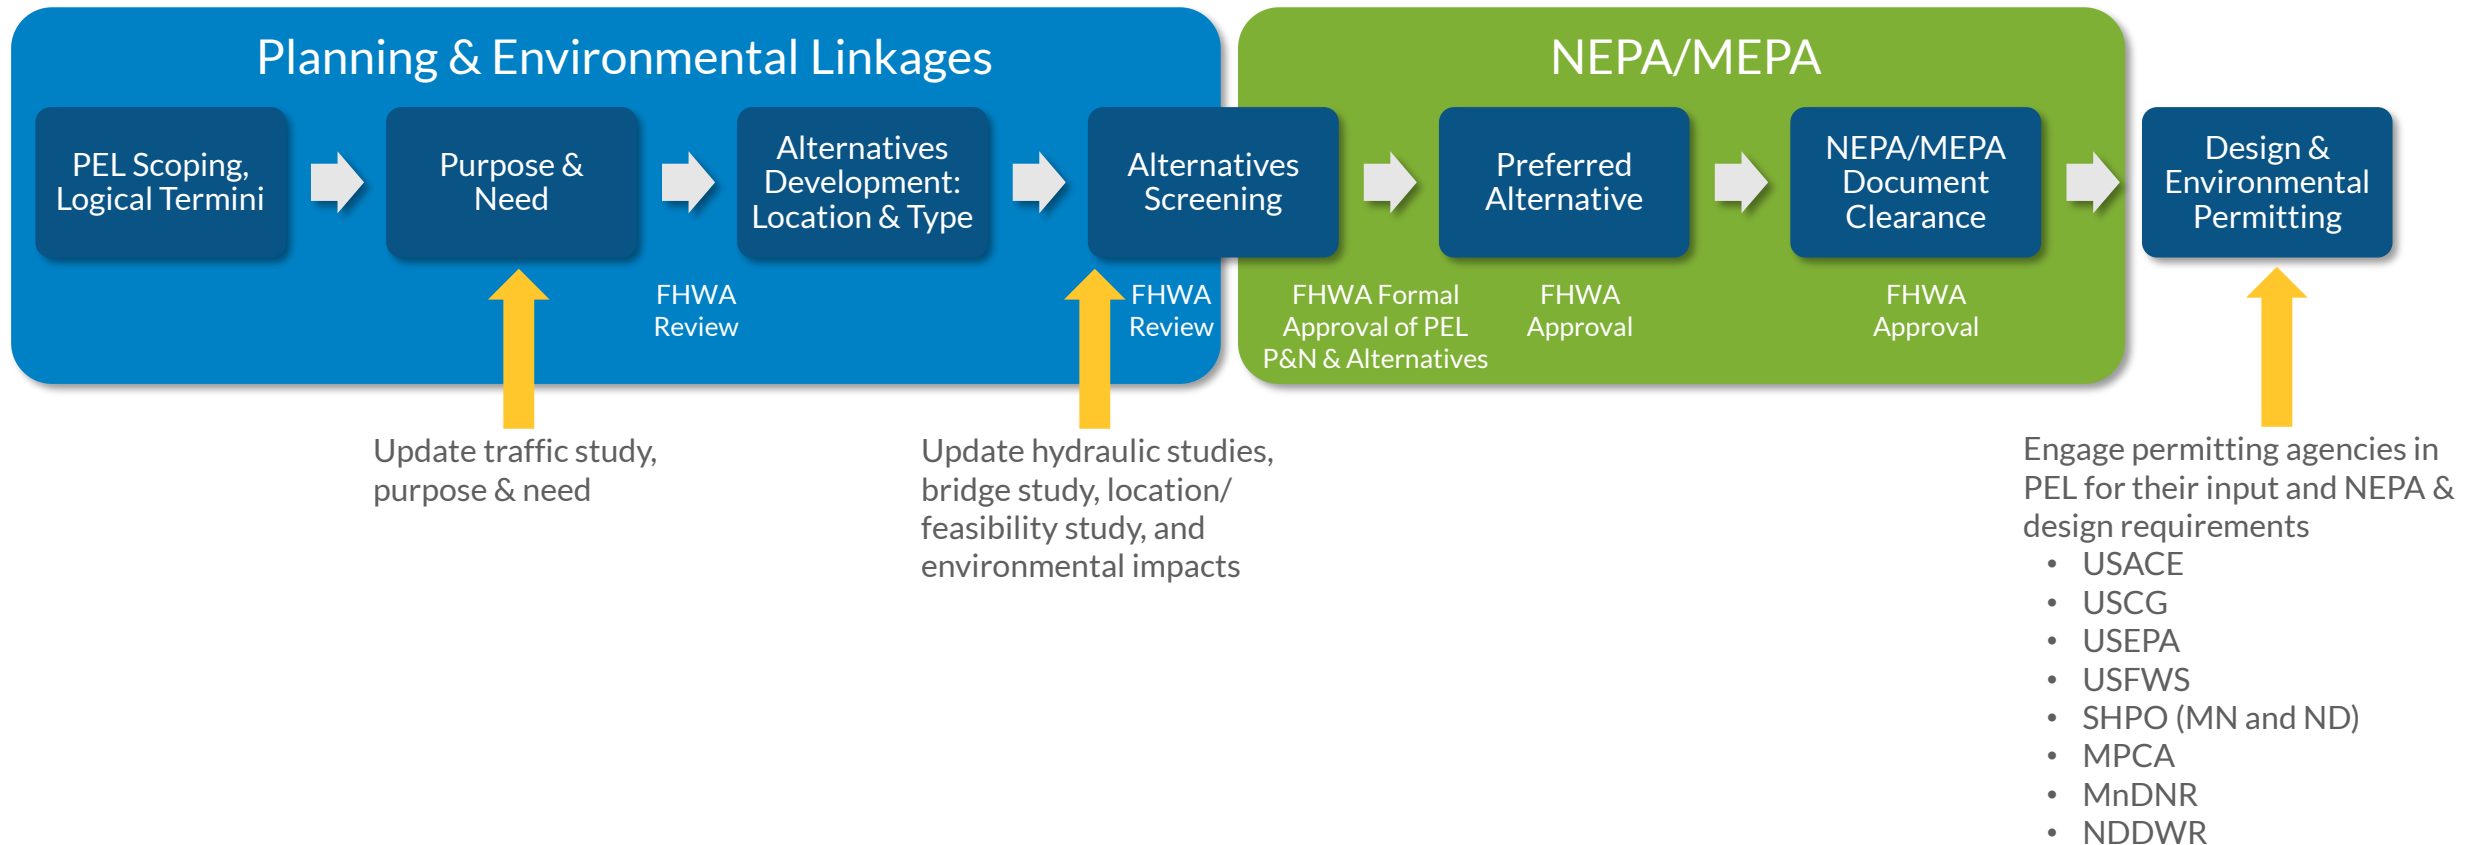 Planning & Environmental Linkages
NEPA/MEPA
PEL Scoping,
Logical Termini
Purpose &
Need
Alternatives
Development:
Location & Type
Alternatives
Screening
Preferred
Alternative
NEPA/MEPA
Document
Clearance
Design &
Environmental
Permitting
FHWA
Review
FHWA
Review
FHWA Formal
Approval of PEL
P&N & Alternatives
FHWA
Approval
FHWA
Approval
Update traffic study,
purpose & need
Update hydraulic studies,
bridge study, location/
feasibility study, and
environmental impacts
Engage permitting agencies in
PEL for their input and NEPA &
design requirements
• USACE
• USCG
• USEPA
• USFWS
• SHPO (MN and ND)
• MPCA
• MnDNR
• NDDWR